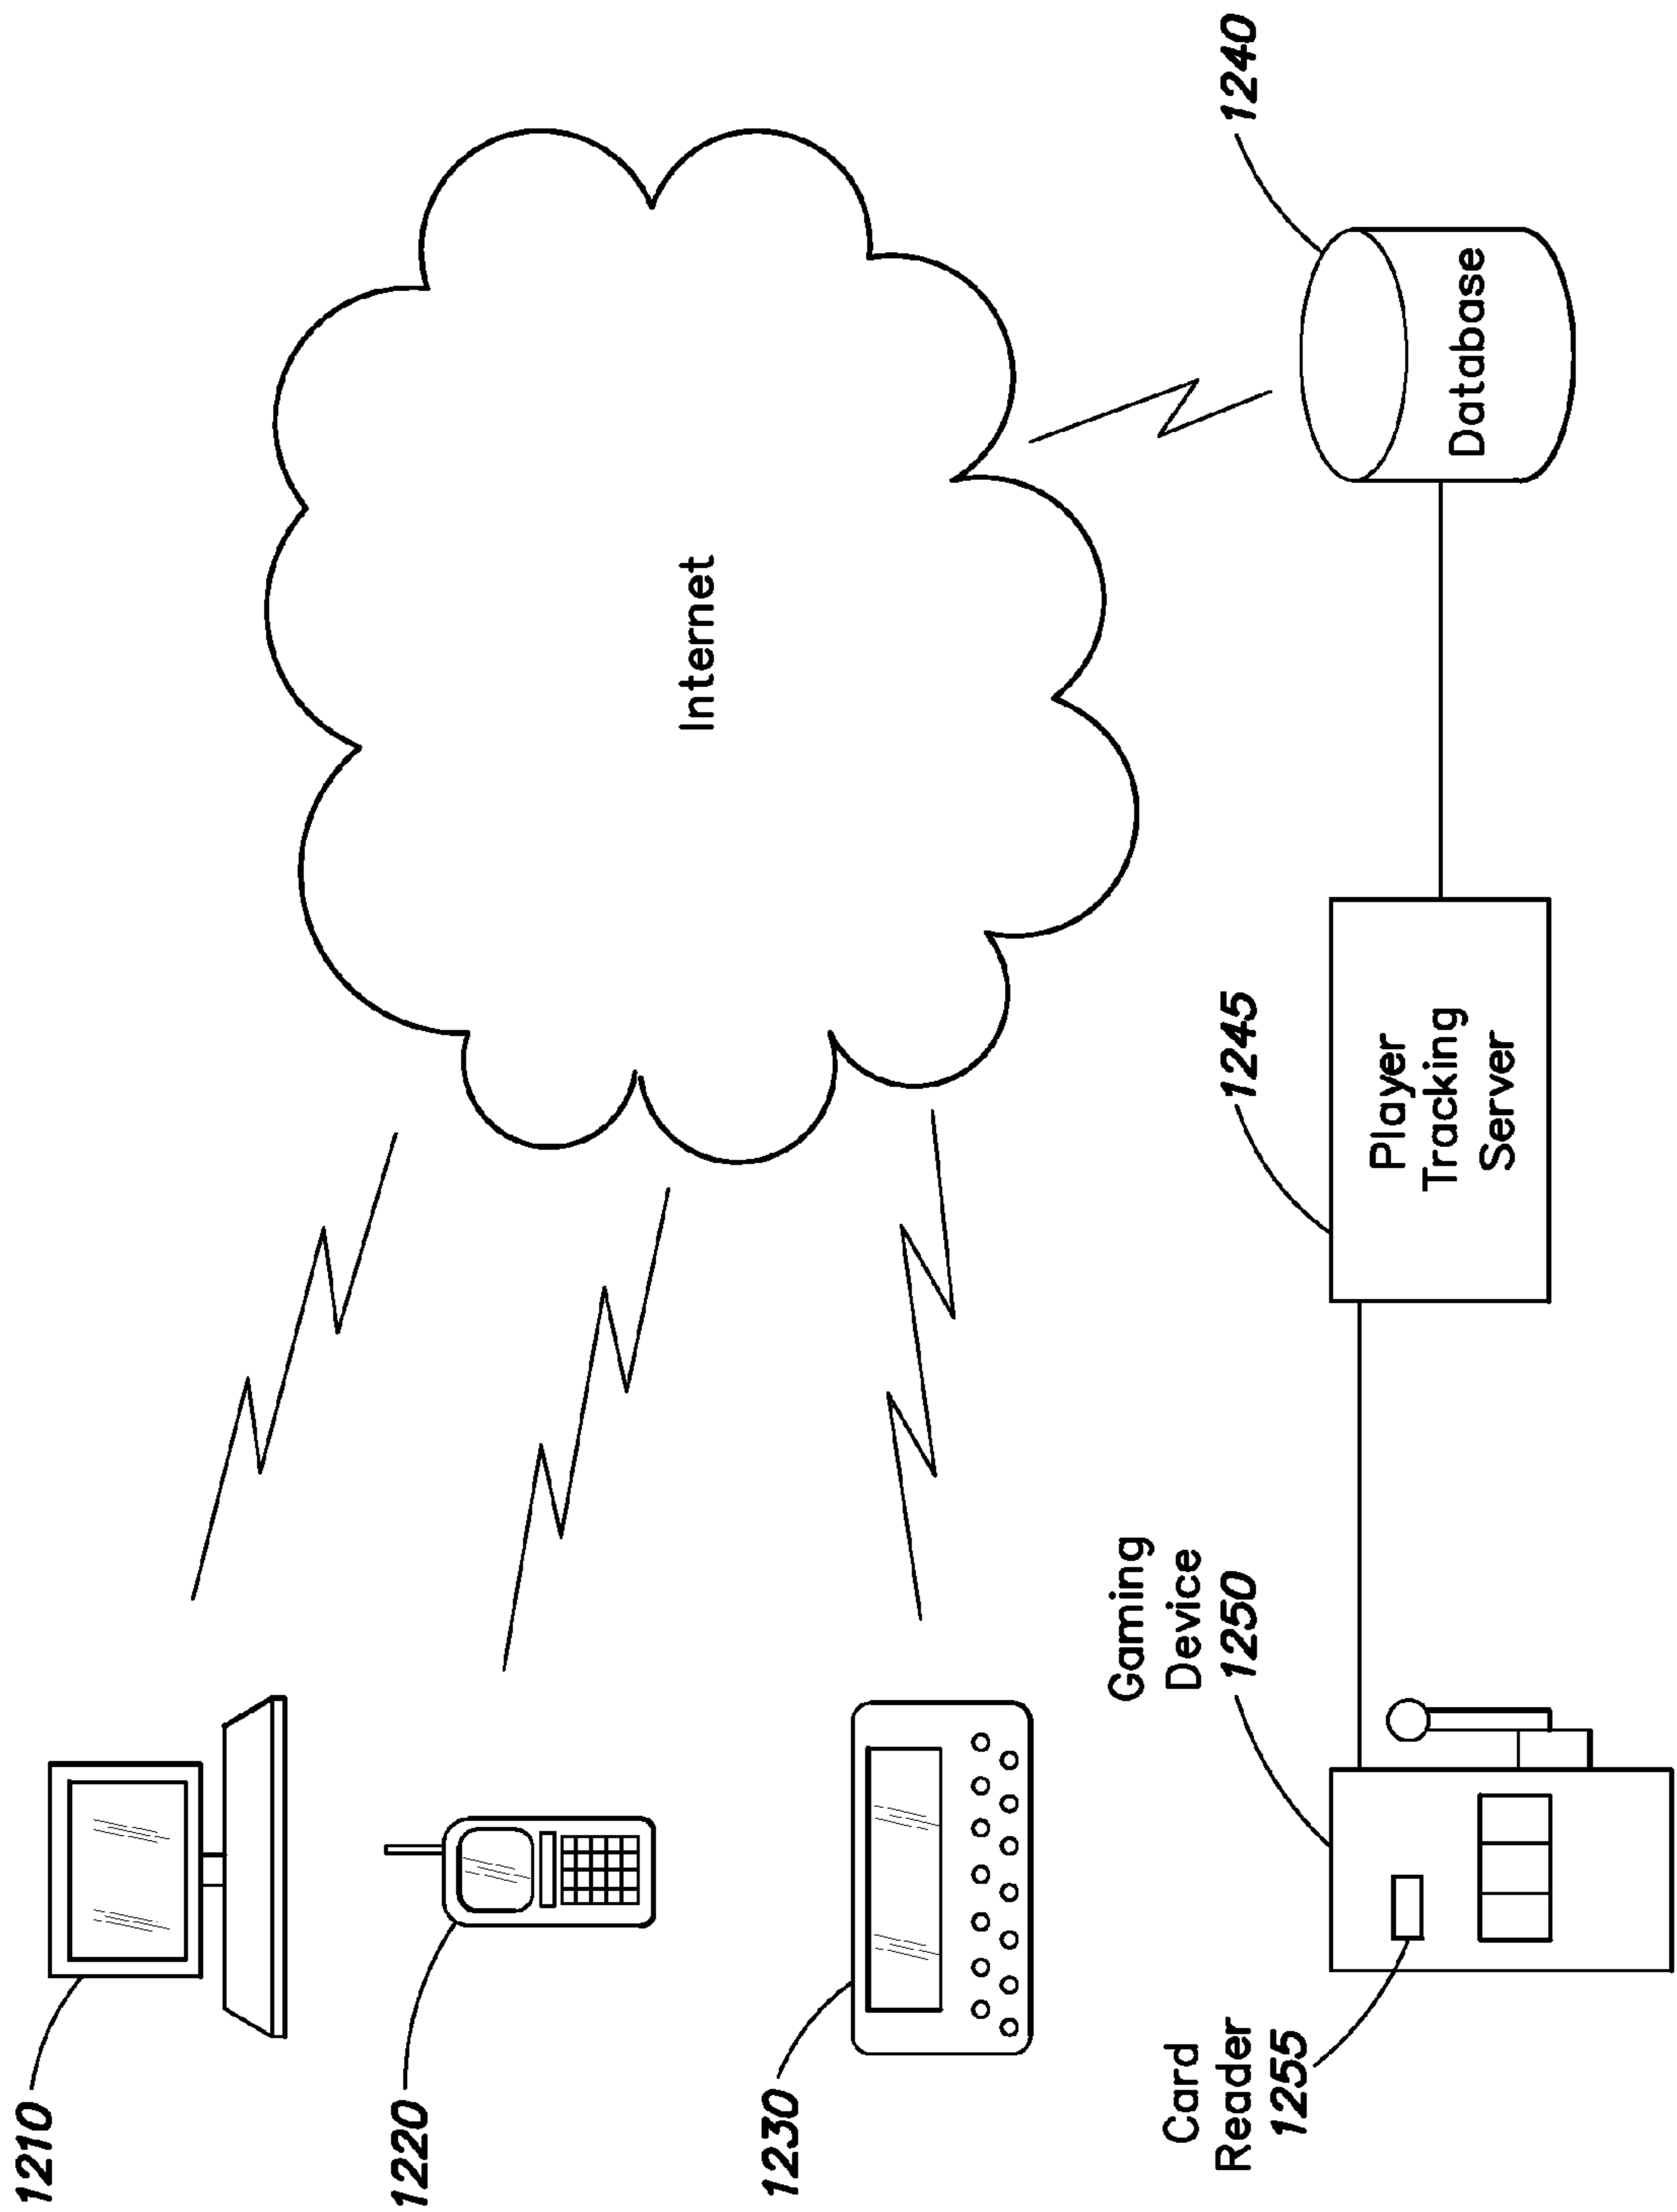 1210
1220
1230
Internet
Card
Reader
1255
Gaming
Device
1250
1245
Player
Tracking
Server
1240
Database